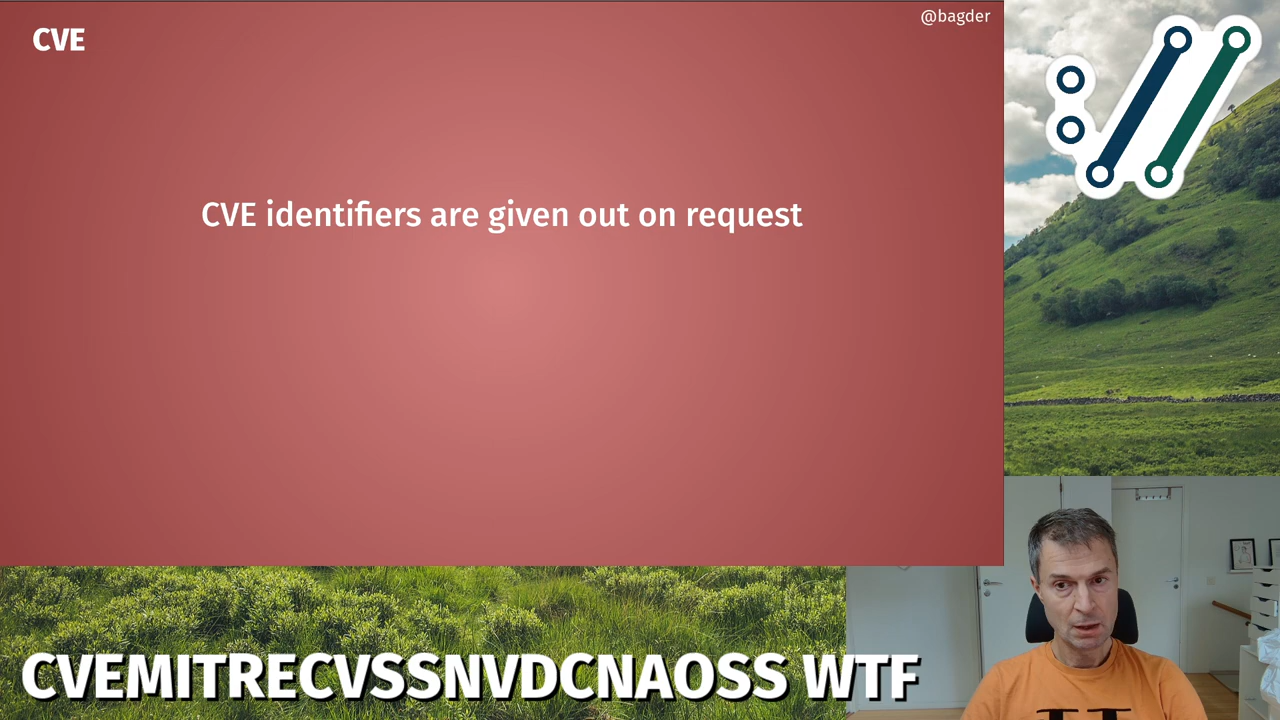 @bagder
CVE
CVE identifiers are given out on request
CVEMITRECVSSNVDCNAOSS WTF